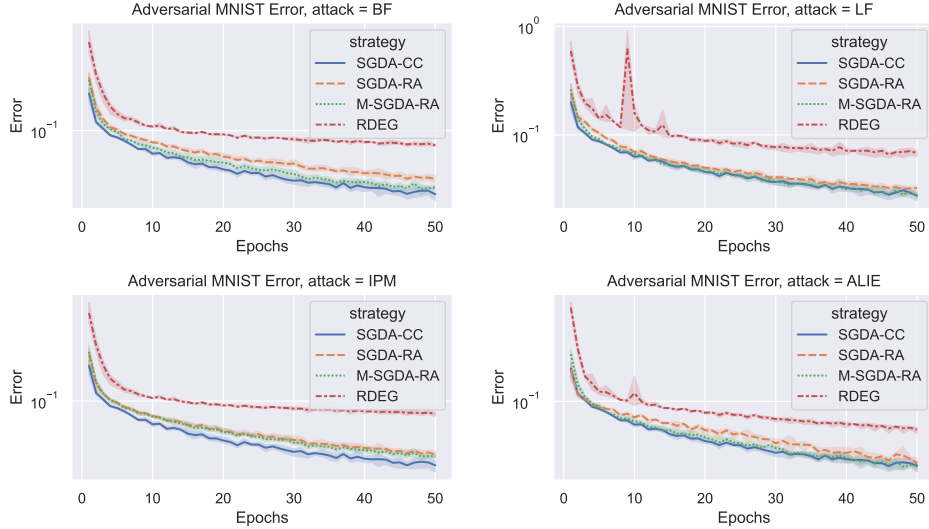 Adversarial MNIST Error, attack = BF
Error
10⁻¹
strategy
SGDA-CC
SGDA-RA
M-SGDA-RA
RDEG
0 10 20 30 40 50
Epochs
Adversarial MNIST Error, attack = LF
Error
10⁰
10⁻¹
strategy
SGDA-CC
SGDA-RA
M-SGDA-RA
RDEG
0 10 20 30 40 50
Epochs
Adversarial MNIST Error, attack = IPM
Error
10⁻¹
strategy
SGDA-CC
SGDA-RA
M-SGDA-RA
RDEG
0 10 20 30 40 50
Epochs
Adversarial MNIST Error, attack = ALIE
Error
10⁻¹
strategy
SGDA-CC
SGDA-RA
M-SGDA-RA
RDEG
0 10 20 30 40 50
Epochs